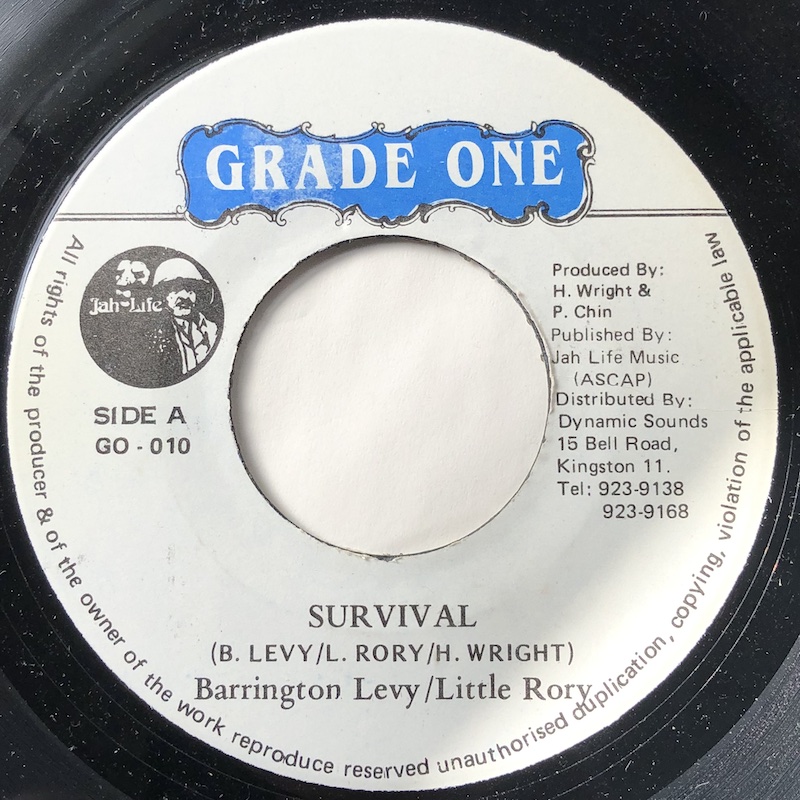 GRADE ONE
Jah-Life
SIDE A
GO - 010
Produced By:
H. Wright &
P. Chin
Published By:
Jah Life Music
(ASCAP)
Distributed By:
Dynamic Sounds
15 Bell Road,
Kingston 11.
Tel: 923-9138
923-9168
SURVIVAL
(B. LEVY/L. RORY/H. WRIGHT)
Barrington Levy/Little Rory
All rights of the producer & of the owner of the work reproduce reserved unauthorised duplication, copying, violation of the applicable law